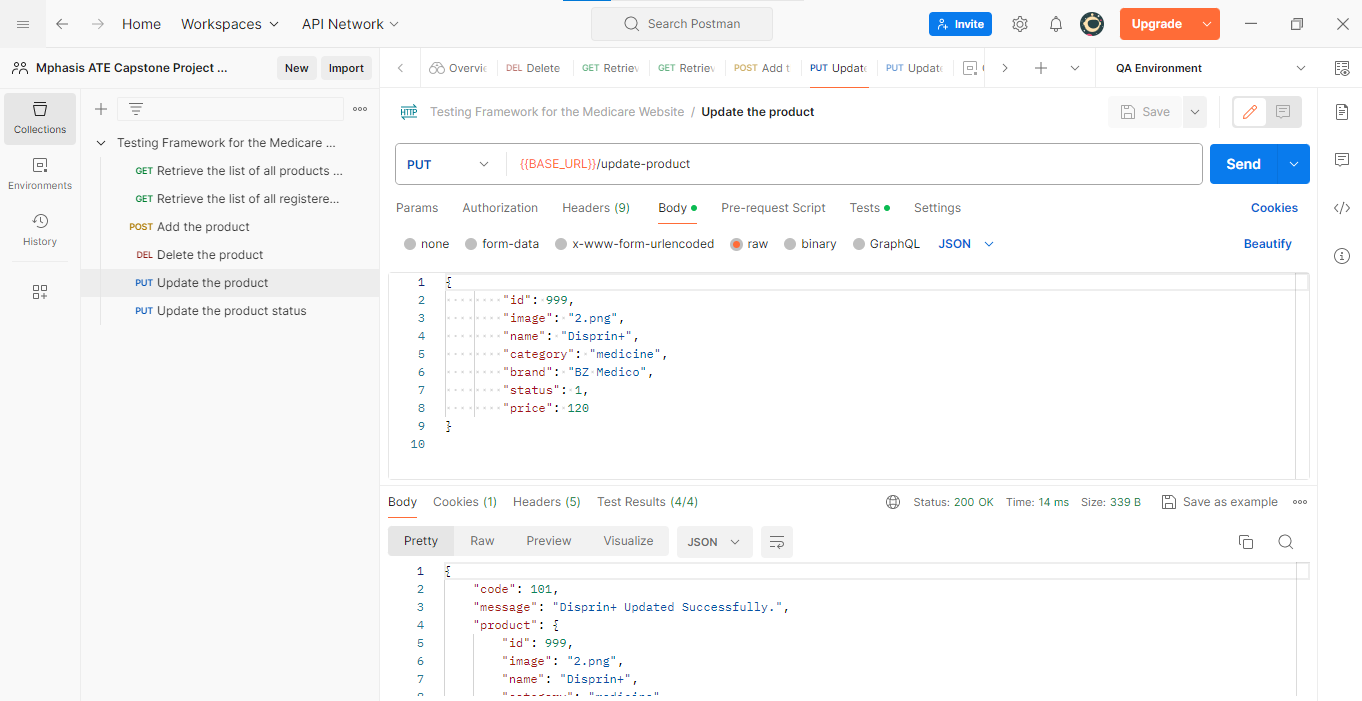 Home Workspaces API Network Search Postman Invite Upgrade
Mphasis ATE Capstone Project ... New Import
Overvie DEL Delete GET Retriev GET Retriev POST Add t PUT Update PUT Update QA Environment
Collections
Environments
History
Testing Framework for the Medicare ...
GET Retrieve the list of all products ...
GET Retrieve the list of all registere...
POST Add the product
DEL Delete the product
PUT Update the product
PUT Update the product status
HTTP Testing Framework for the Medicare Website / Update the product Save
PUT {{BASE_URL}}/update-product Send
Params Authorization Headers (9) Body Pre-request Script Tests Settings Cookies
none form-data x-www-form-urlencoded raw binary GraphQL JSON Beautify
1 {
2 "id": 999,
3 "image": "2.png",
4 "name": "Disprin+",
5 "category": "medicine",
6 "brand": "BZ Medico",
7 "status": 1,
8 "price": 120
9 }
10
Body Cookies (1) Headers (5) Test Results (4/4) Status: 200 OK Time: 14 ms Size: 339 B Save as example
Pretty Raw Preview Visualize JSON
1 {
2 "code": 101,
3 "message": "Disprin+ Updated Successfully.",
4 "product": {
5 "id": 999,
6 "image": "2.png",
7 "name": "Disprin+",
8 "category": "medicine"